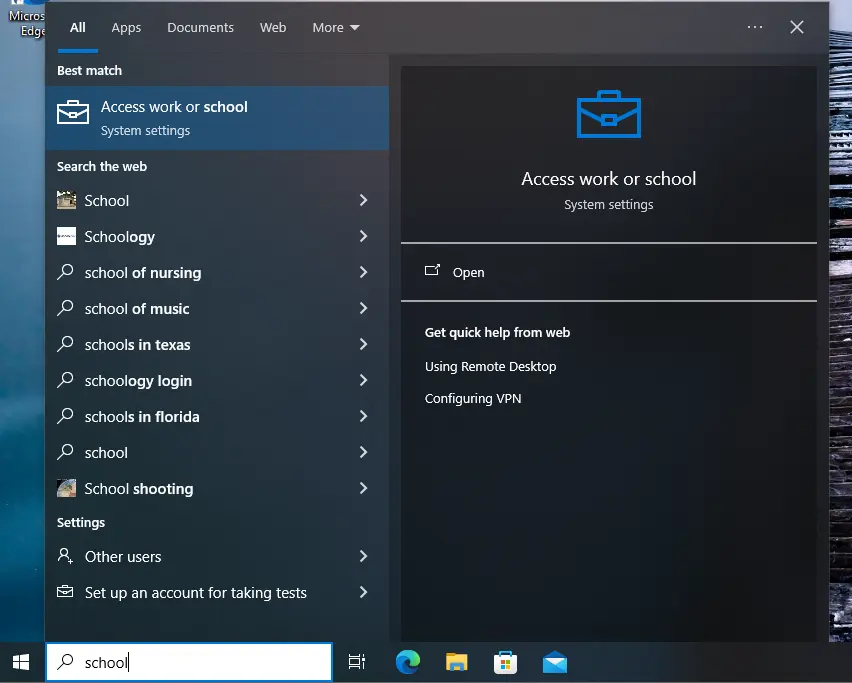 Micros
Edge
All Apps Documents Web More
Best match
Access work or school
System settings
Search the web
School
Schoology
school of nursing
school of music
schools in texas
schoology login
schools in florida
school
School shooting
Settings
Other users
Set up an account for taking tests
Access work or school
System settings
Open
Get quick help from web
Using Remote Desktop
Configuring VPN
school